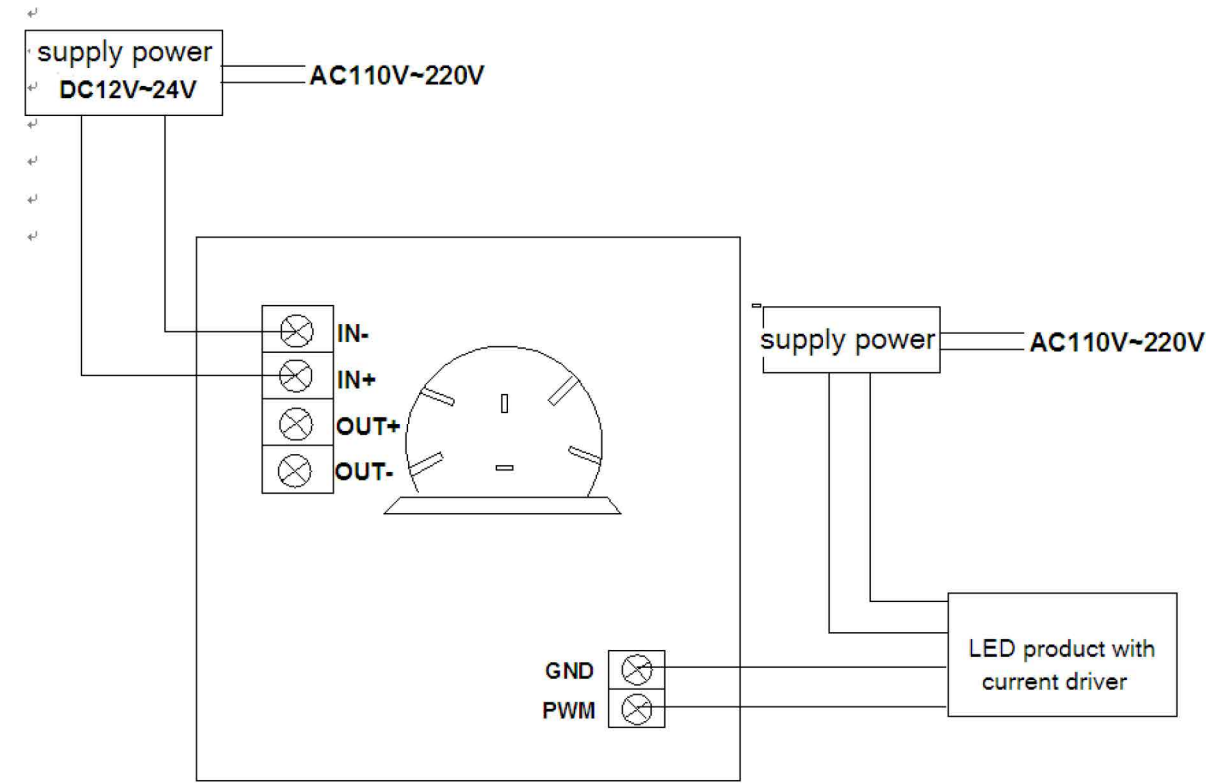 supply power
DC12V~24V
AC110V~220V
IN-
IN+
OUT+
OUT-
supply power
AC110V~220V
GND
PWM
LED product with
current driver